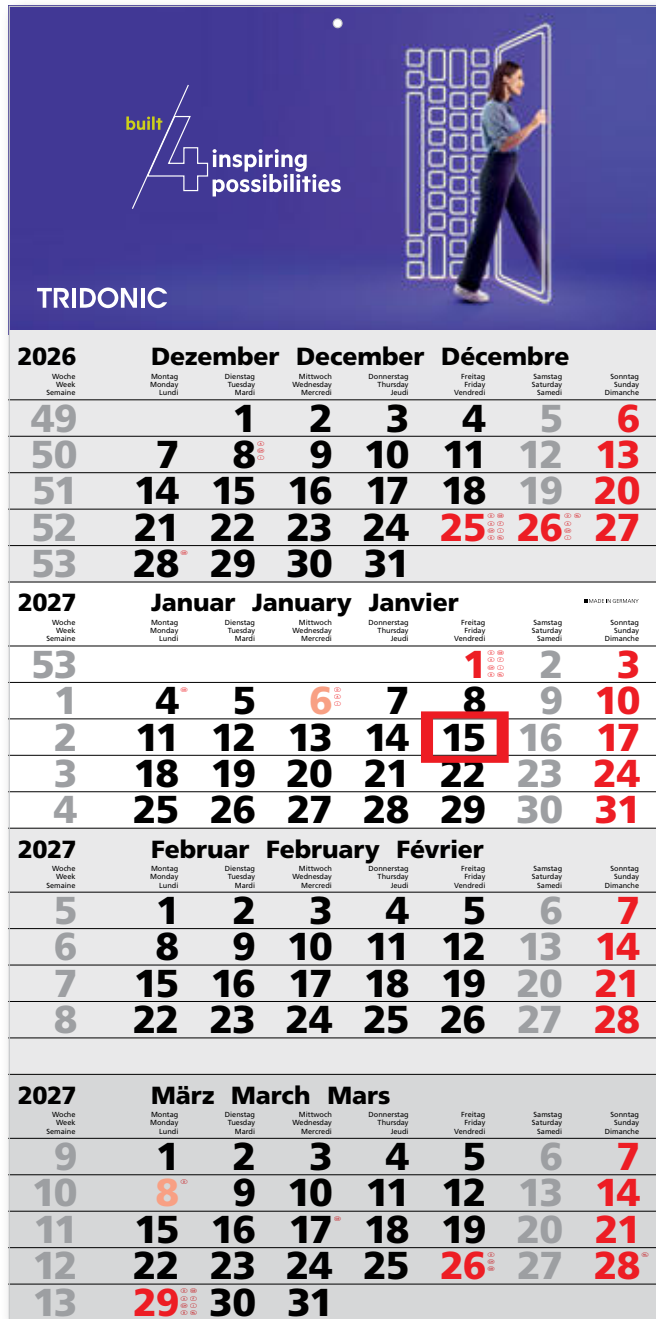 built
4 inspiring
possibilities
TRIDONIC
2026 Dezember December Décembre
Woche Montag Dienstag Mittwoch Donnerstag Freitag Samstag Sonntag
Week Monday Tuesday Wednesday Thursday Friday Saturday Sunday
Semaine Lundi Mardi Mercredi Jeudi Vendredi Samedi Dimanche
49 1 2 3 4 5 6
50 7 8 9 10 11 12 13
51 14 15 16 17 18 19 20
52 21 22 23 24 25 26 27
53 28 29 30 31
2027 Januar January Janvier MADE IN GERMANY
Woche Montag Dienstag Mittwoch Donnerstag Freitag Samstag Sonntag
Week Monday Tuesday Wednesday Thursday Friday Saturday Sunday
Semaine Lundi Mardi Mercredi Jeudi Vendredi Samedi Dimanche
53 1 2 3
1 4 5 6 7 8 9 10
2 11 12 13 14 15 16 17
3 18 19 20 21 22 23 24
4 25 26 27 28 29 30 31
2027 Februar February Février
Woche Montag Dienstag Mittwoch Donnerstag Freitag Samstag Sonntag
Week Monday Tuesday Wednesday Thursday Friday Saturday Sunday
Semaine Lundi Mardi Mercredi Jeudi Vendredi Samedi Dimanche
5 1 2 3 4 5 6 7
6 8 9 10 11 12 13 14
7 15 16 17 18 19 20 21
8 22 23 24 25 26 27 28
2027 März March Mars
Woche Montag Dienstag Mittwoch Donnerstag Freitag Samstag Sonntag
Week Monday Tuesday Wednesday Thursday Friday Saturday Sunday
Semaine Lundi Mardi Mercredi Jeudi Vendredi Samedi Dimanche
9 1 2 3 4 5 6 7
10 8 9 10 11 12 13 14
11 15 16 17 18 19 20 21
12 22 23 24 25 26 27 28
13 29 30 31